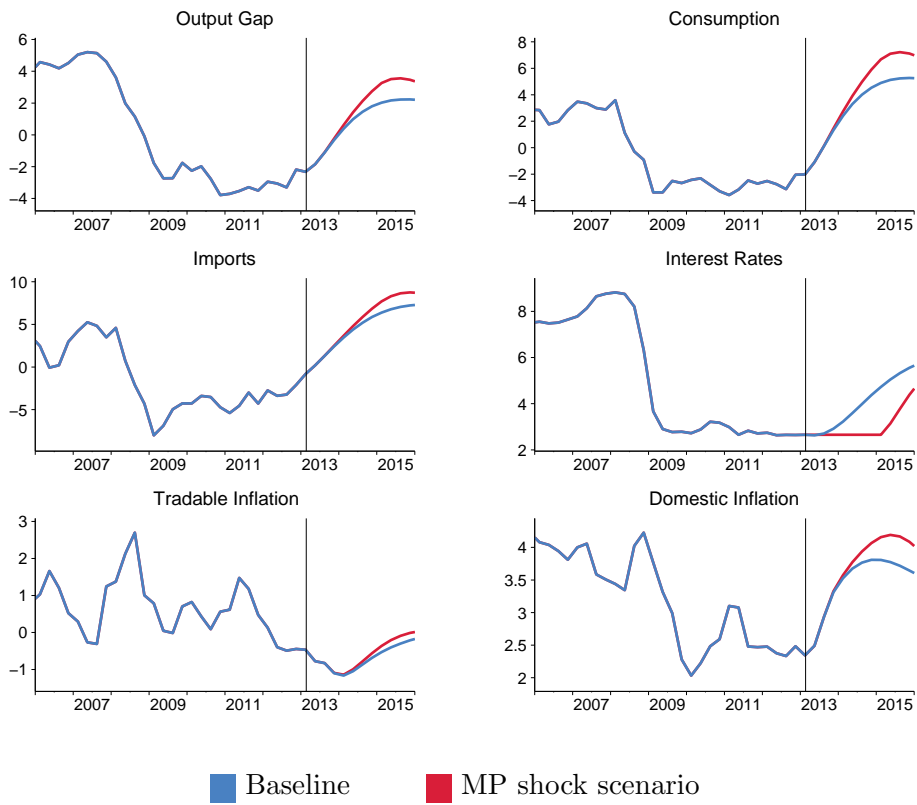 Output Gap
6
4
2
0
−2
−4
2007 2009 2011 2013 2015
Consumption
8
6
4
2
0
−2
−4
2007 2009 2011 2013 2015
Imports
10
5
0
−5
2007 2009 2011 2013 2015
Interest Rates
8
6
4
2
2007 2009 2011 2013 2015
Tradable Inflation
3
2
1
0
−1
2007 2009 2011 2013 2015
Domestic Inflation
4
3.5
3
2.5
2
2007 2009 2011 2013 2015
Baseline MP shock scenario